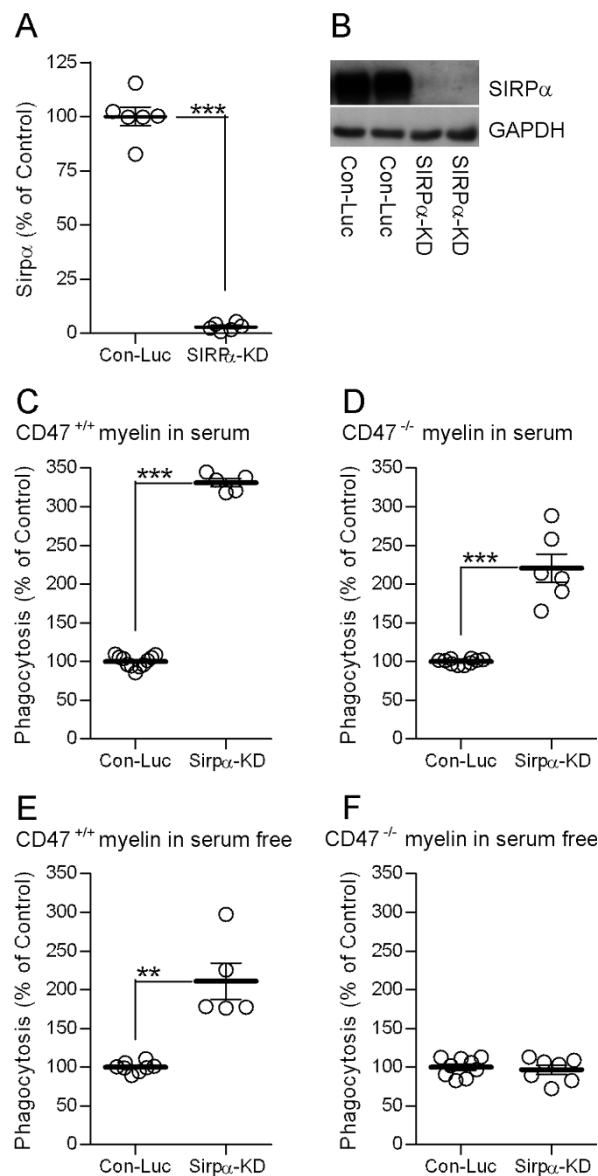 A
Sirpα (% of Control)
125
100
75
50
25
0
***
Con-Luc
SIRPα-KD
B
SIRPα
GAPDH
Con-Luc
Con-Luc
SIRPα-KD
SIRPα-KD
C
CD47 +/+ myelin in serum
Phagocytosis (% of Control)
350
300
250
200
150
100
50
0
***
Con-Luc
Sirpα-KD
D
CD47 -/- myelin in serum
Phagocytosis (% of Control)
350
300
250
200
150
100
50
0
***
Con-Luc
Sirpα-KD
E
CD47 +/+ myelin in serum free
Phagocytosis (% of Control)
350
300
250
200
150
100
50
0
**
Con-Luc
Sirpα-KD
F
CD47 -/- myelin in serum free
Phagocytosis (% of Control)
350
300
250
200
150
100
50
0
Con-Luc
Sirpα-KD